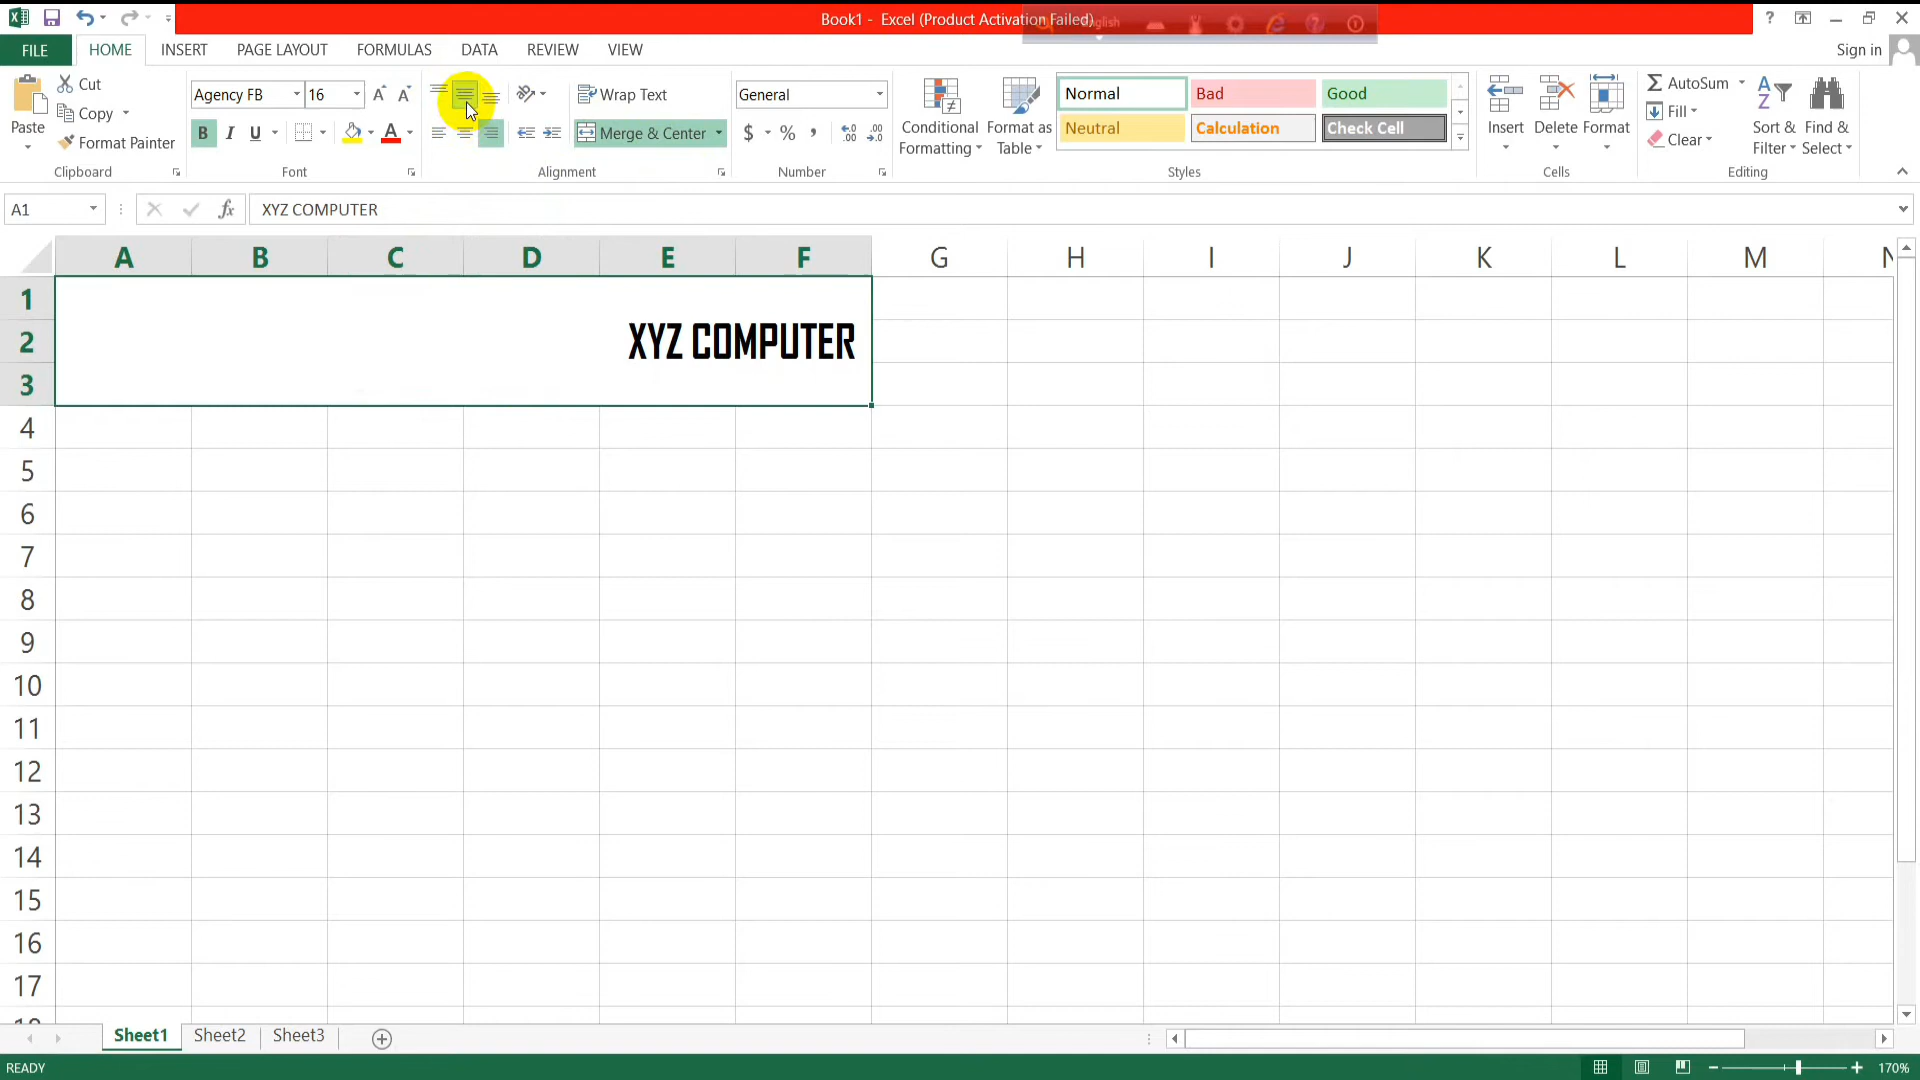 Book1 - Excel (Product Activation Failed)
English
Sign in
FILE
HOME
INSERT
PAGE LAYOUT
FORMULAS
DATA
REVIEW
VIEW
Paste
Cut
Copy
Format Painter
Clipboard
Agency FB
16
B I U
Font
Wrap Text
Merge & Center
Alignment
General
$ % ,
Number
Conditional
Formatting
Format as
Table
Normal
Bad
Good
Neutral
Calculation
Check Cell
Styles
Insert
Delete
Format
Cells
AutoSum
Fill
Clear
Sort &
Filter
Find &
Select
Editing
A1
fx
XYZ COMPUTER
A B C D E F G H I J K L M N
1
2
XYZ COMPUTER
3
4
5
6
7
8
9
10
11
12
13
14
15
16
17
18
Sheet1
Sheet2
Sheet3
READY
170%